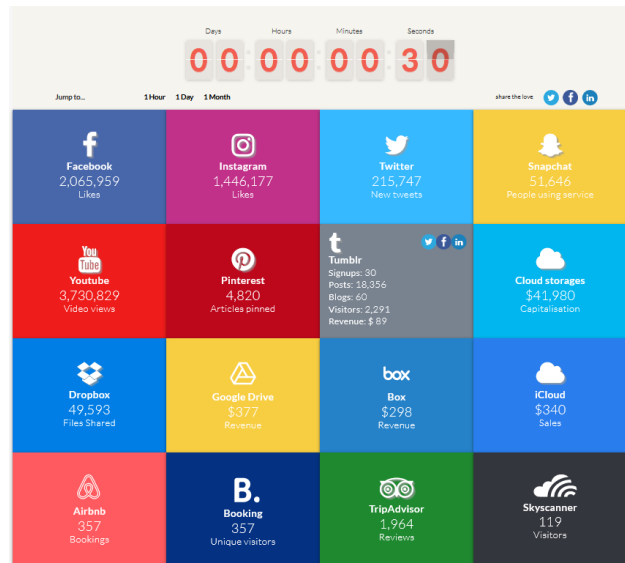 Days Hours Minutes Seconds
00 00 00 30
Jump to... 1 Hour 1 Day 1 Month share the love
Facebook
2,065,959
Likes
Instagram
1,446,177
Likes
Twitter
215,747
New tweets
Snapchat
51,646
People using service
You
Tube
Youtube
3,730,829
Video views
Pinterest
4,820
Articles pinned
Tumblr
Signups: 30
Posts: 18,356
Blogs: 60
Visitors: 2,291
Revenue: $ 89
Cloud storages
$41,980
Capitalisation
Dropbox
49,593
Files Shared
Google Drive
$377
Revenue
box
Box
$298
Revenue
iCloud
$340
Sales
Airbnb
357
Bookings
B.
Booking
357
Unique visitors
TripAdvisor
1,964
Reviews
Skyscanner
119
Visitors